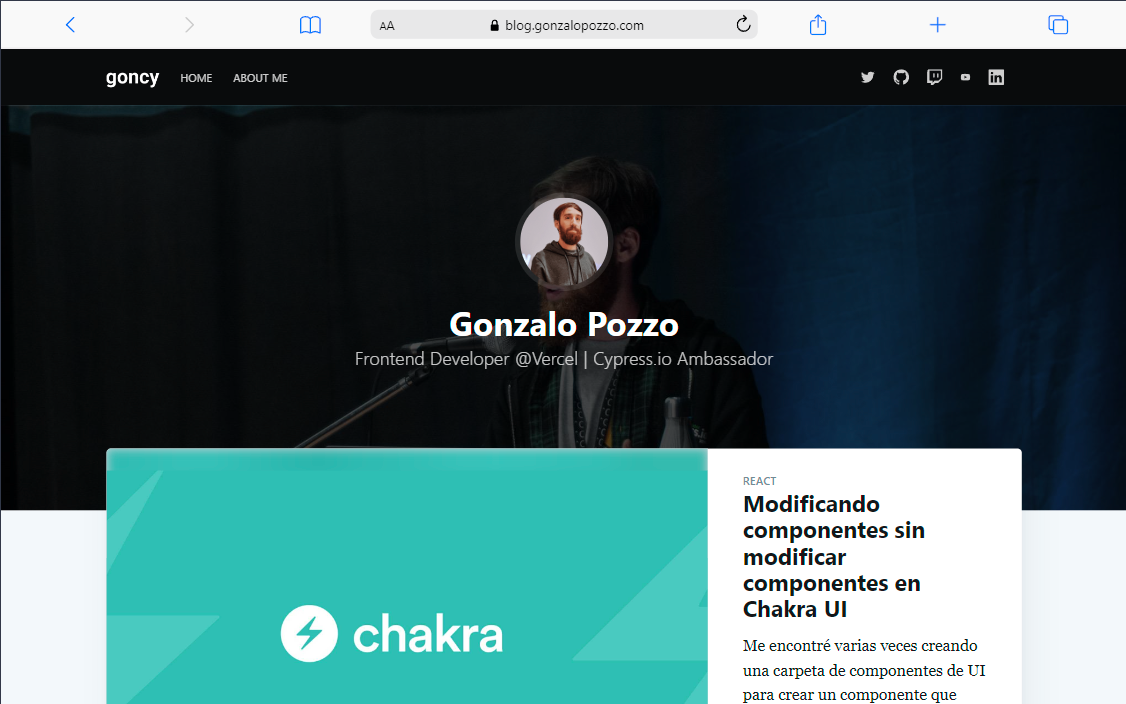 AA blog.gonzalopozzo.com
goncy HOME ABOUT ME
Gonzalo Pozzo
Frontend Developer @Vercel | Cypress.io Ambassador
REACT
Modificando
componentes sin
modificar
componentes en
Chakra UI
chakra
Me encontré varias veces creando
una carpeta de componentes de UI
para crear un componente que